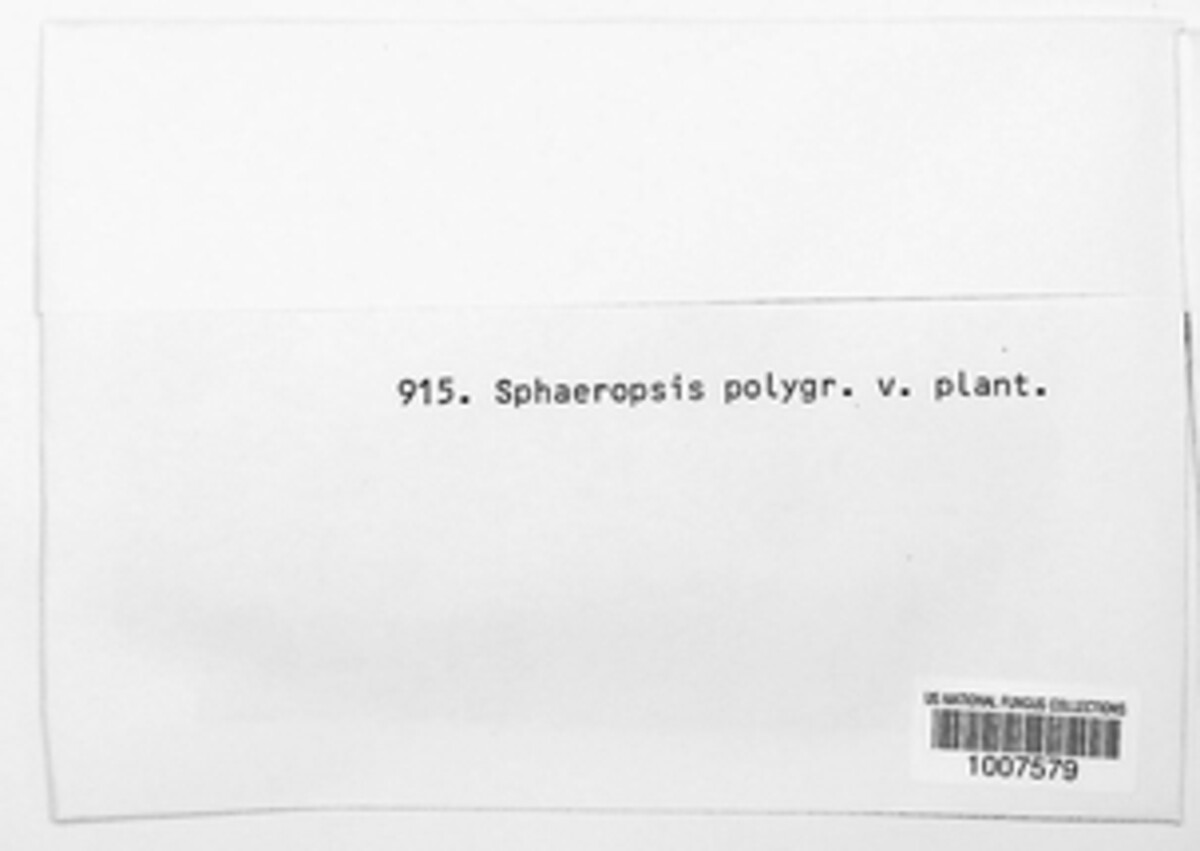 915. Sphaeropsis polygr. v. plant.
US NATIONAL FUNGUS COLLECTIONS
1007579